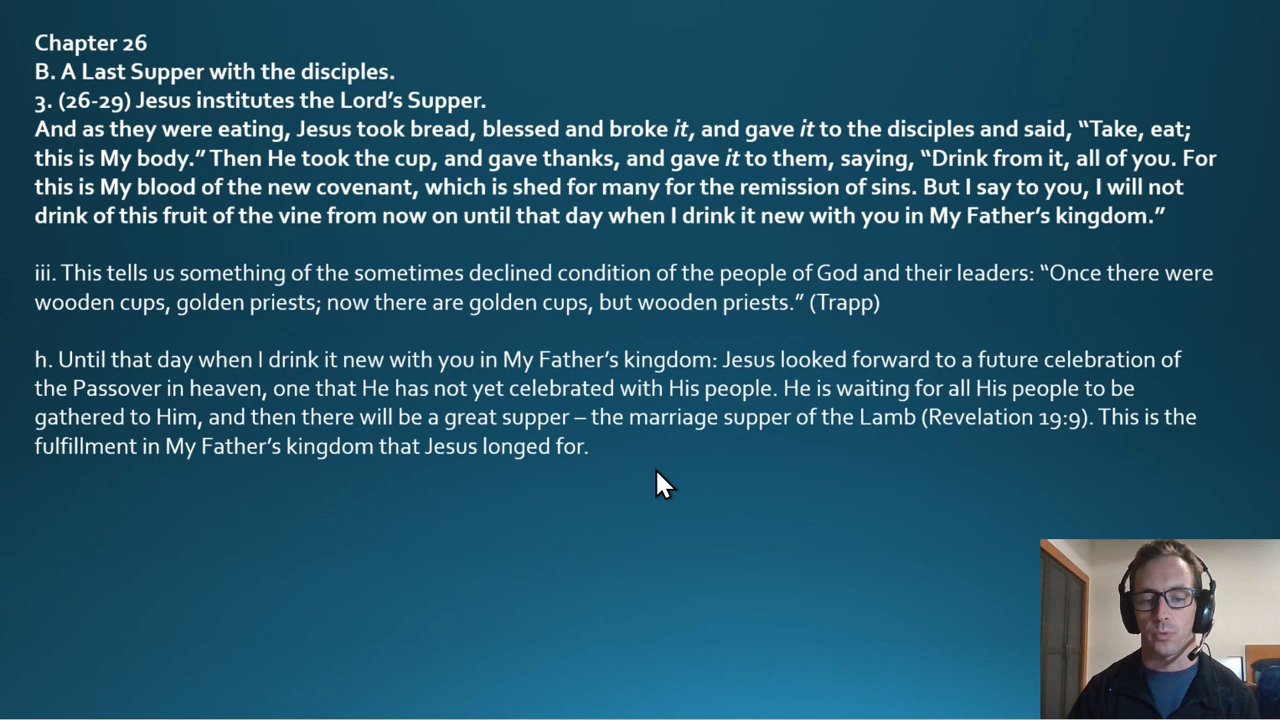 Chapter 26
B. A Last Supper with the disciples.
3. (26-29) Jesus institutes the Lord’s Supper.
And as they were eating, Jesus took bread, blessed and broke it, and gave it to the disciples and said, “Take, eat;
this is My body.” Then He took the cup, and gave thanks, and gave it to them, saying, “Drink from it, all of you. For
this is My blood of the new covenant, which is shed for many for the remission of sins. But I say to you, I will not
drink of this fruit of the vine from now on until that day when I drink it new with you in My Father’s kingdom.”
iii. This tells us something of the sometimes declined condition of the people of God and their leaders: “Once there were
wooden cups, golden priests; now there are golden cups, but wooden priests.” (Trapp)
h. Until that day when I drink it new with you in My Father’s kingdom: Jesus looked forward to a future celebration of
the Passover in heaven, one that He has not yet celebrated with His people. He is waiting for all His people to be
gathered to Him, and then there will be a great supper – the marriage supper of the Lamb (Revelation 19:9). This is the
fulfillment in My Father’s kingdom that Jesus longed for.